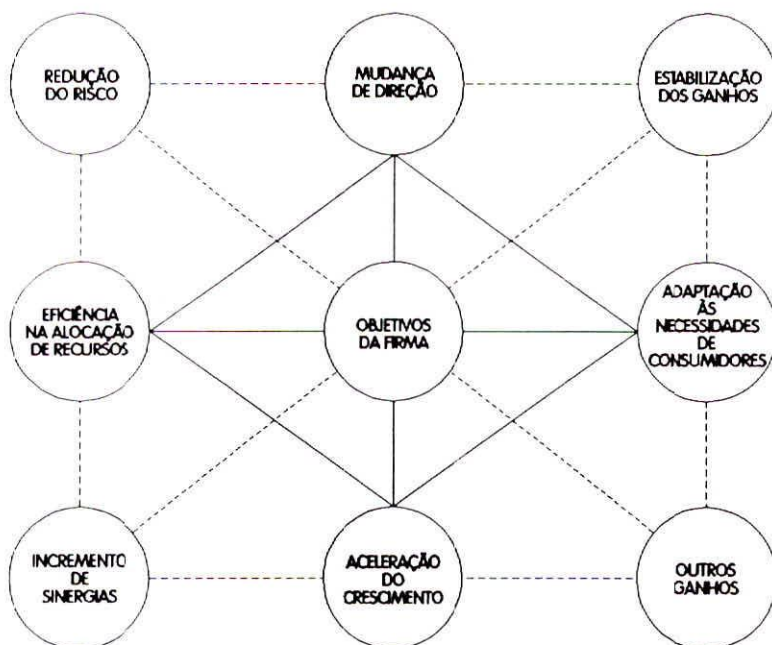 REDUÇÃO
DO RISCO
MUDANÇA
DE DIREÇÃO
ESTABILIZAÇÃO
DOS GANHOS
EFICIÊNCIA
NA ALOCAÇÃO
DE RECURSOS
OBJETIVOS
DA FIRMA
ADAPTAÇÃO
ÀS
NECESSIDADES
DE
CONSUMIDORES
INCREMENTO
DE
SINERGIAS
ACELERAÇÃO
DO
CRESCIMENTO
OUTROS
GANHOS